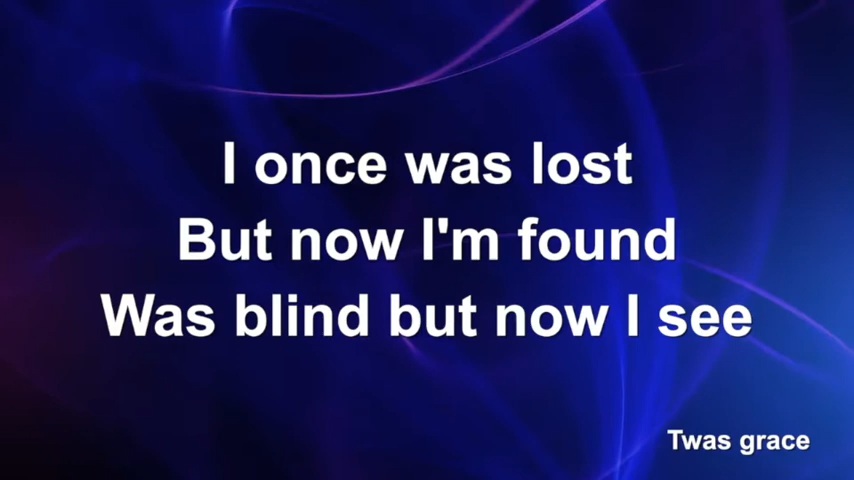 I once was lost
But now I'm found
Was blind but now I see
Twas grace